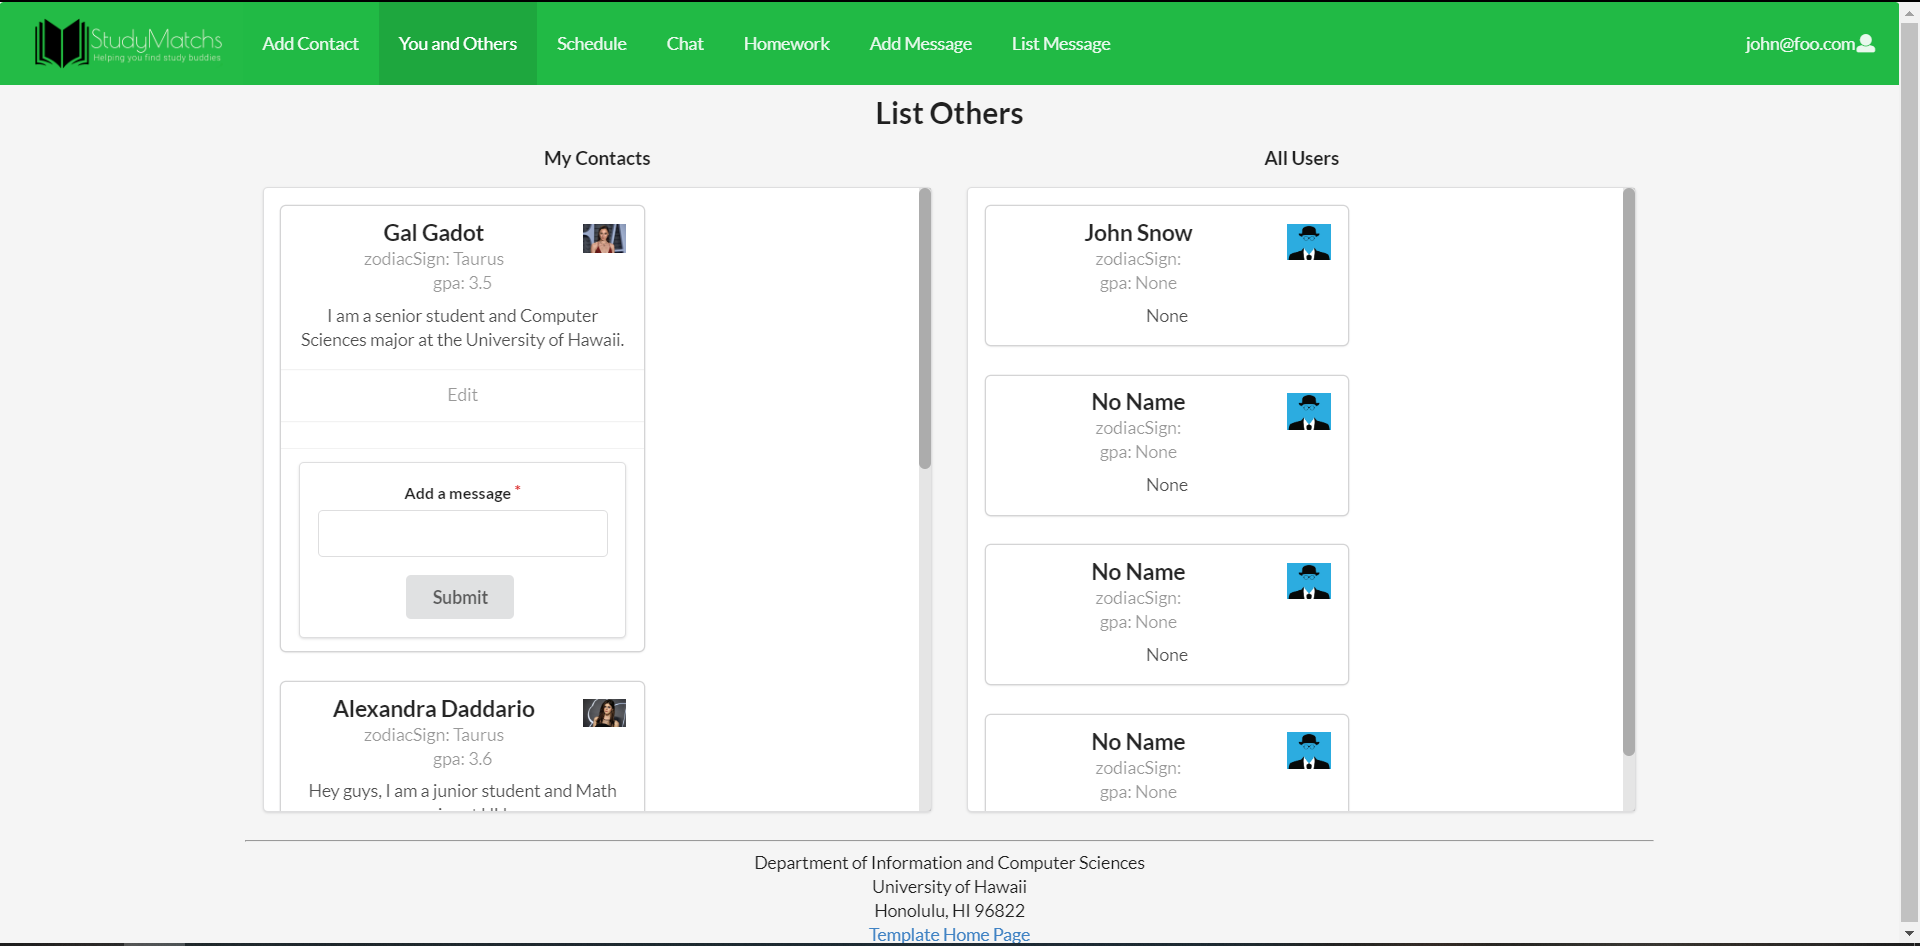 StudyMatchs
Helping you find study buddies
Add Contact
You and Others
Schedule
Chat
Homework
Add Message
List Message
john@foo.com
List Others
My Contacts
Gal Gadot
zodiacSign: Taurus
gpa: 3.5
I am a senior student and Computer
Sciences major at the University of Hawaii.
Edit
Add a message *
Submit
Alexandra Daddario
zodiacSign: Taurus
gpa: 3.6
Hey guys, I am a junior student and Math
All Users
John Snow
zodiacSign:
gpa: None
None
No Name
zodiacSign:
gpa: None
None
No Name
zodiacSign:
gpa: None
None
No Name
zodiacSign:
gpa: None
Department of Information and Computer Sciences
University of Hawaii
Honolulu, HI 96822
Template Home Page